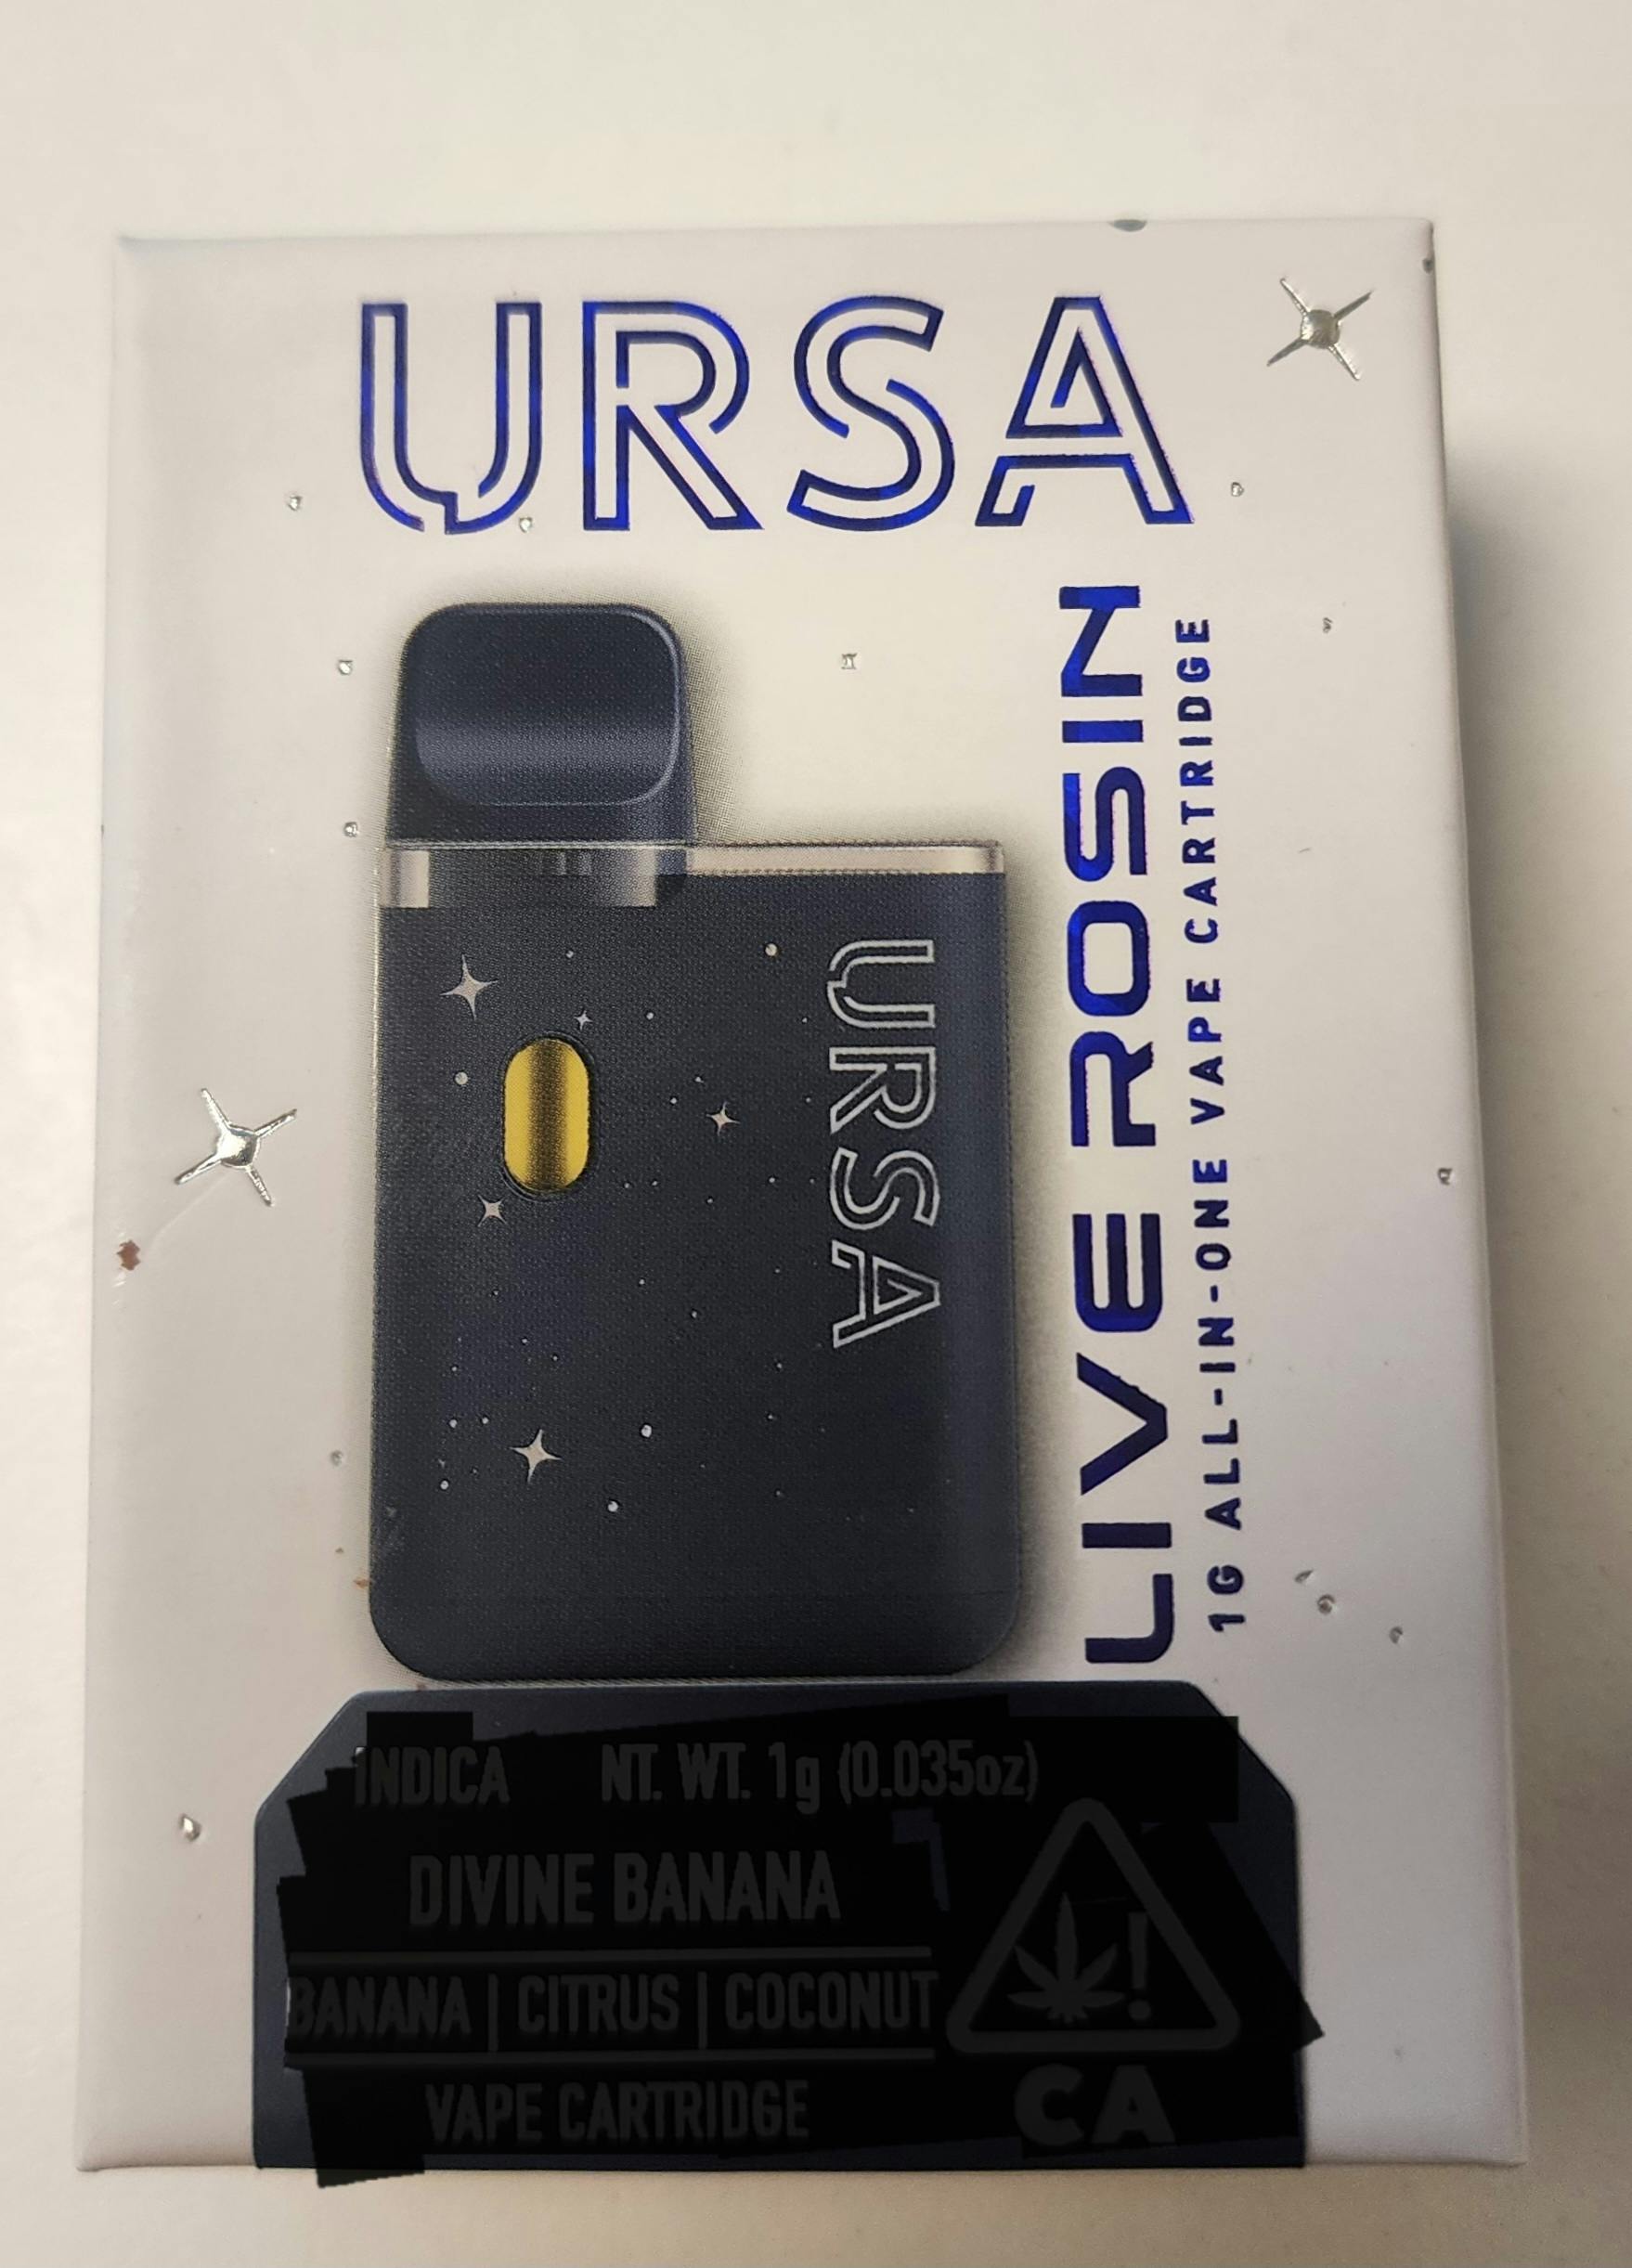 URSA
URSA
LIVE ROSIN
1G ALL-IN-ONE VAPE CARTRIDGE
INDICA NT. WT. 1g (0.035oz)
DIVINE BANANA
BANANA | CITRUS | COCONUT
VAPE CARTRIDGE
!
CA